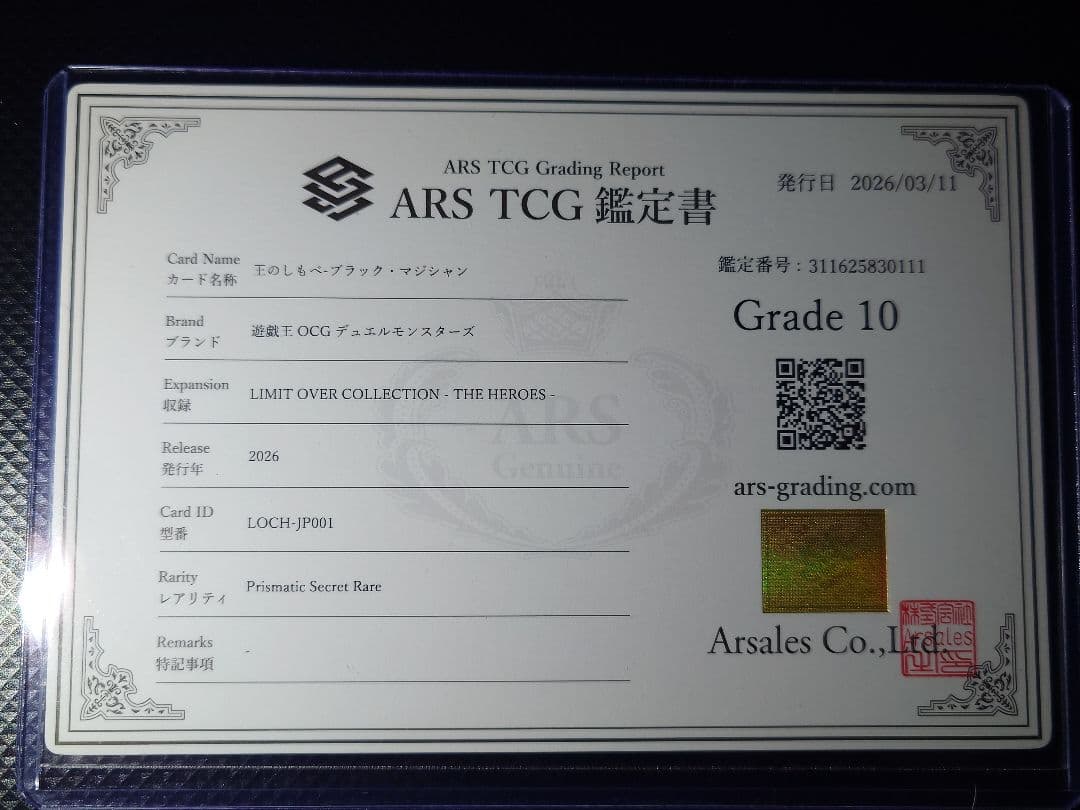 ARS TCG Grading Report
ARS TCG 鑑定書
発行日 2026/03/11
Card Name
カード名称
王のしもべ-ブラック・マジシャン
鑑定番号 : 311625830111
Grade 10
Brand
ブランド
遊戯王 OCG デュエルモンスターズ
Expansion
収録
LIMIT OVER COLLECTION - THE HEROES -
ARS
Genuine
Release
発行年
2026
ars-grading.com
Card ID
型番
LOCH-JP001
Rarity
レアリティ
Prismatic Secret Rare
Remarks
特記事項
-
Arsales Co.,Ltd.
Arsales